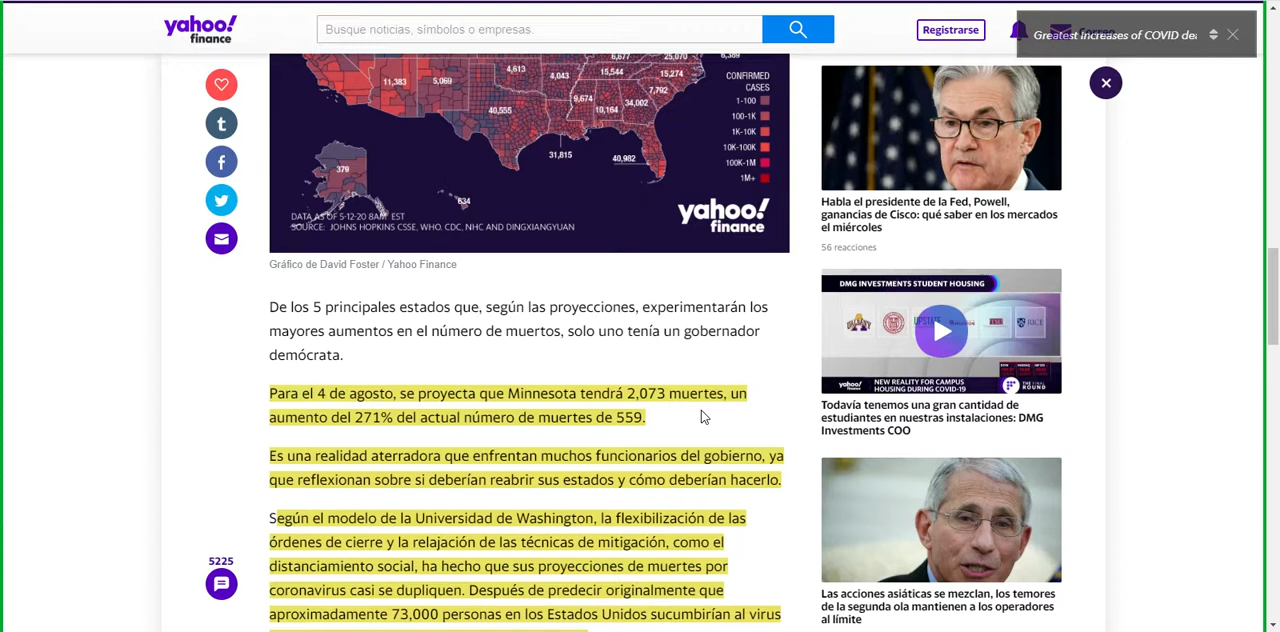 yahoo!
finance
Busque noticias, símbolos o empresas.
Registrarse
Greatest increases of COVID dea
11,383
5,069
4,613
4,043
6,677
25,070
6,389
15,544
15,274
7,792
9,674
10,164
34,002
40,555
31,815
40,982
379
634
CONFIRMED
CASES
1-100
100-1K
1K-10K
10K-100K
100K-1M
1M+
DATA AS OF 5-12-20 8AM EST
SOURCE: JOHNS HOPKINS CSSE, WHO, CDC, NHC AND DINGXIANGYUAN
yahoo!
finance
Gráfico de David Foster / Yahoo Finance
De los 5 principales estados que, según las proyecciones, experimentarán los
mayores aumentos en el número de muertos, solo uno tenía un gobernador
demócrata.
Para el 4 de agosto, se proyecta que Minnesota tendrá 2,073 muertes, un
aumento del 271% del actual número de muertes de 559.
Es una realidad aterradora que enfrentan muchos funcionarios del gobierno, ya
que reflexionan sobre si deberían reabrir sus estados y cómo deberían hacerlo.
Según el modelo de la Universidad de Washington, la flexibilización de las
órdenes de cierre y la relajación de las técnicas de mitigación, como el
distanciamiento social, ha hecho que sus proyecciones de muertes por
coronavirus casi se dupliquen. Después de predecir originalmente que
aproximadamente 73,000 personas en los Estados Unidos sucumbirían al virus
5225
Habla el presidente de la Fed, Powell,
ganancias de Cisco: qué saber en los mercados
el miércoles
56 reacciones
DMG INVESTMENTS STUDENT HOUSING
UPSTATE
RICE
yahoo!
finance
NEW REALITY FOR CAMPUS
HOUSING DURING COVID-19
THE FINAL
ROUND
Todavía tenemos una gran cantidad de
estudiantes en nuestras instalaciones: DMG
Investments COO
Las acciones asiáticas se mezclan, los temores
de la segunda ola mantienen a los operadores
al límite